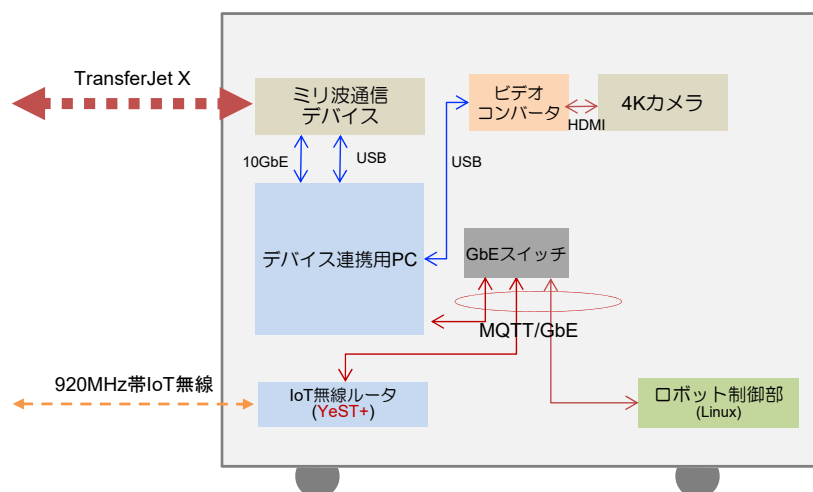 TransferJet X
ミリ波通信
デバイス
ビデオ
コンバータ
4Kカメラ
HDMI
10GbE
USB
USB
デバイス連携用PC
GbEスイッチ
MQTT/GbE
920MHz帯IoT無線
IoT無線ルータ
(YeST+)
ロボット制御部
(Linux)